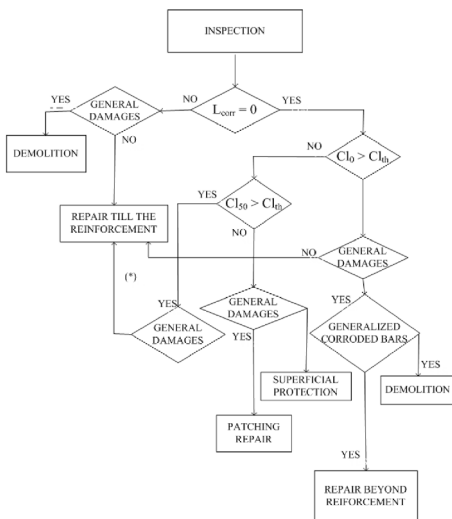 INSPECTION
NO
YES
YES
GENERAL
DAMAGES
L_corr = 0
NO
NO
Cl_0 > Cl_th
DEMOLITION
YES
Cl_50 > Cl_th
REPAIR TILL THE
REINFORCEMENT
NO
NO
GENERAL
DAMAGES
(*)
YES
GENERAL
DAMAGES
YES
GENERAL
DAMAGES
YES
GENERALIZED
CORRODED BARS
YES
SUPERFICIAL
PROTECTION
DEMOLITION
PATCHING
REPAIR
YES
REPAIR BEYOND
REIFORCEMENT